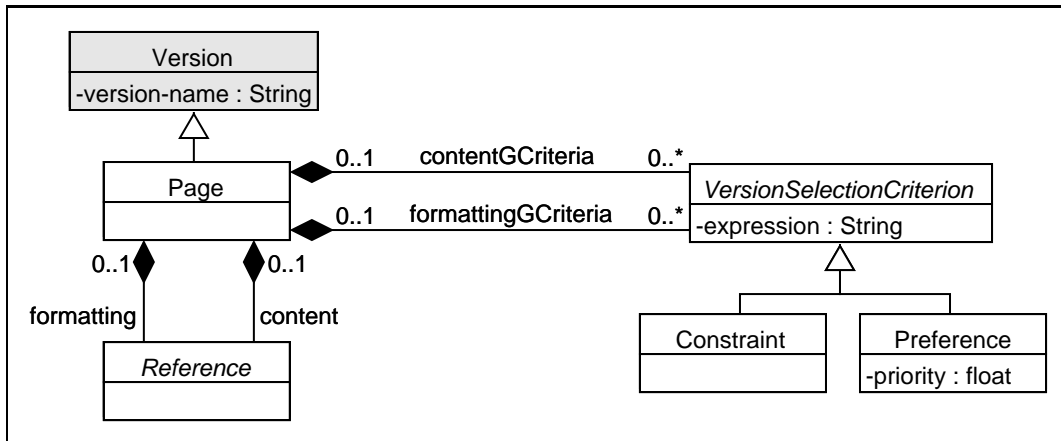 Version
-version-name : String
0..1 contentGCriteria 0..*
Page
VersionSelectionCriterion
0..1 formattingGCriteria 0..*
-expression : String
0..1 0..1
formatting content
Constraint Preference
Reference
-priority : float